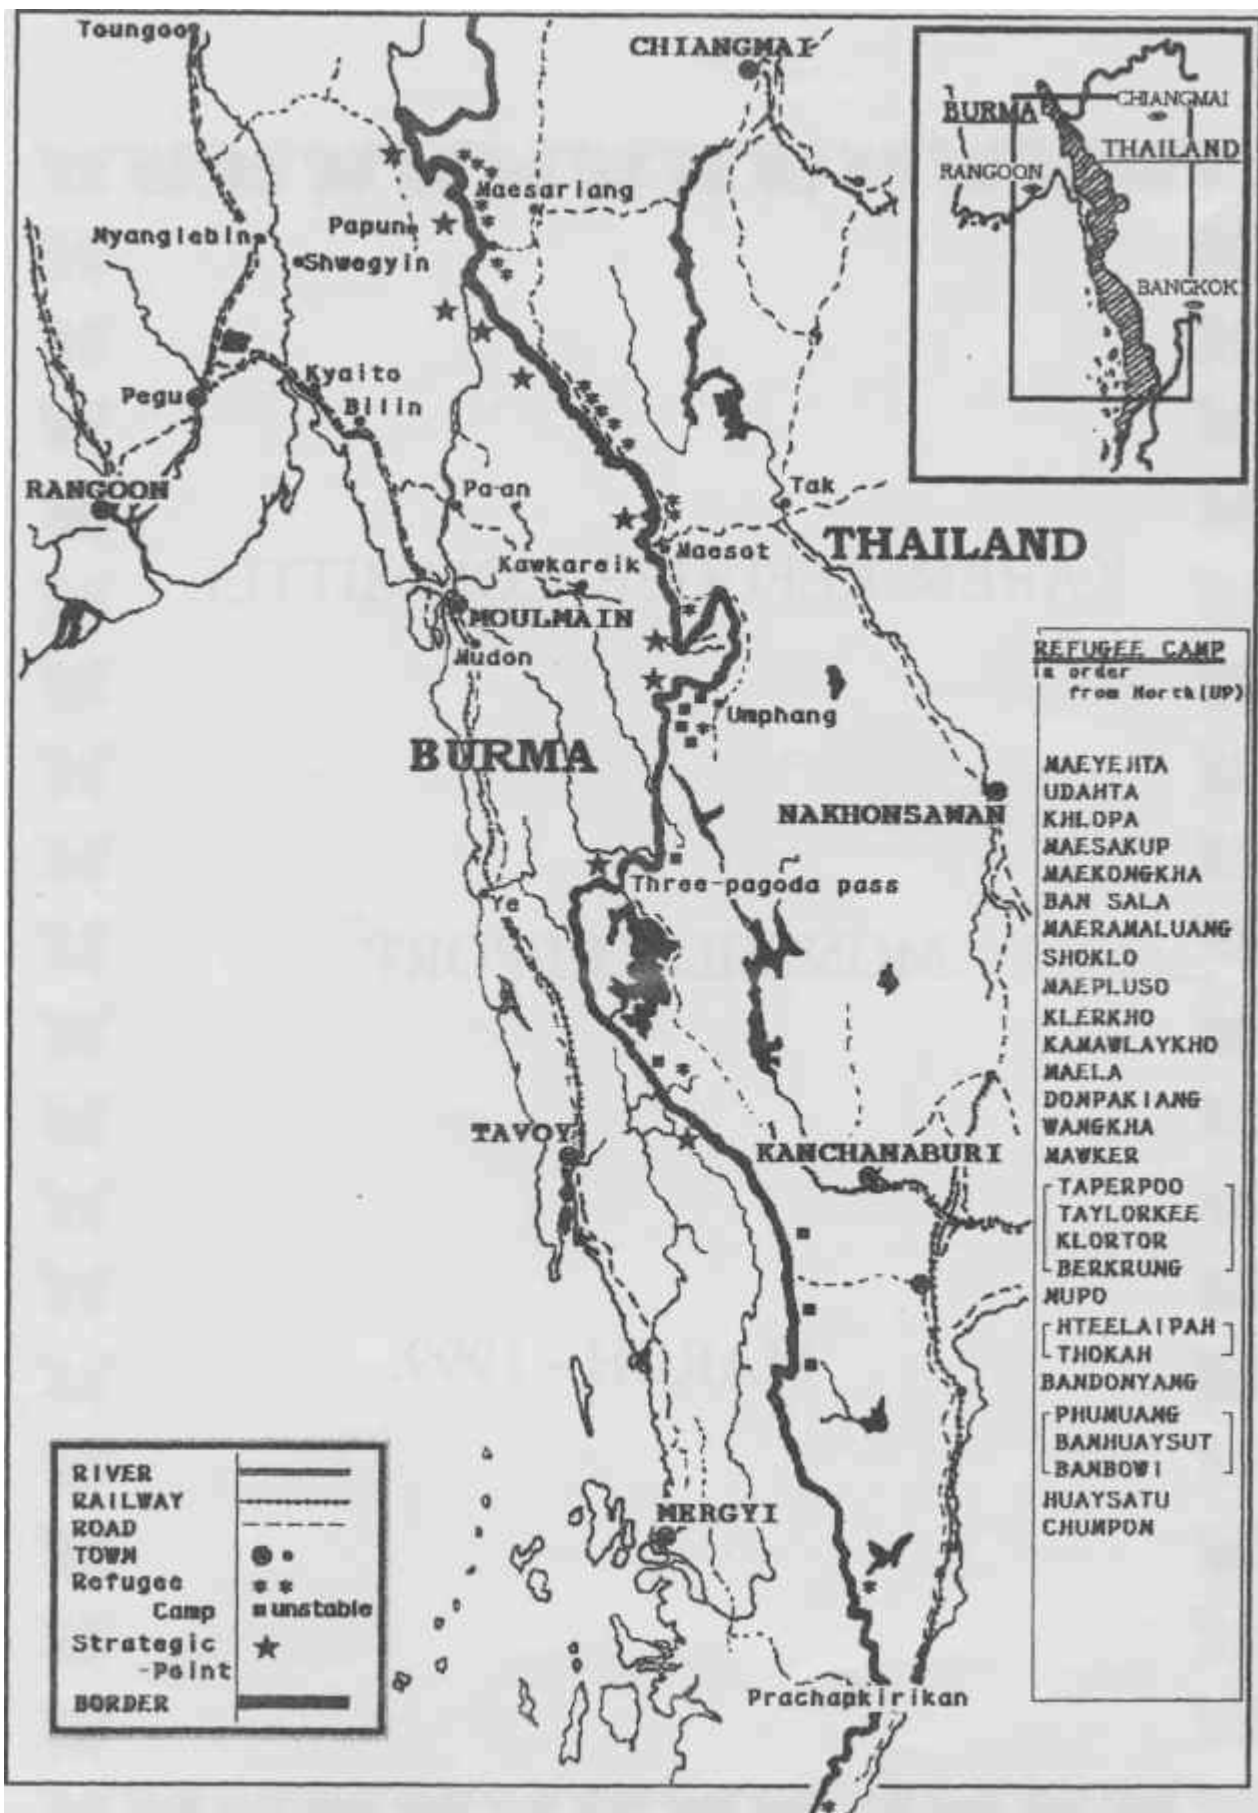 Toungoo
CHIANGMAI
Maesariang
Papun
Nyanglebin
Shwegyin
Kyaito
Bilin
Pegu
RANGOON
Pa-an
Tak
THAILAND
Maesot
Kawkareik
MOULMAIN
Mudon
Umphang
BURMA
NAKHONSAWAN
Three-pagoda pass
Ye
TAVOY
KANCHANABURI
MERGYI
Prachapkirikan
BURMA
CHIANGMAI
THAILAND
RANGOON
BANGKOK
REFUGEE CAMP
in order
from North(UP)
MAEYEHTA
UDAHTA
KHLOPA
MAESAKUP
MAEKONGKHA
BAN SALA
MAERAMALUANG
SHOKLO
MAEPLUSO
KLERKHO
KAMAWLAYKHO
MAELA
DONPAKIANG
WANGKHA
MAWKER
TAPERPOO
TAYLORKEE
KLORTOR
BERKRUNG
NUPO
HTEELAIPAH
THOKAH
BANDONYANG
PHUMUANG
BANHUAYSUT
BANBOWI
HUAYSATU
CHUMPON
RIVER
RAILWAY
ROAD
TOWN
Refugee
Camp
unstable
Strategic
-Point
BORDER